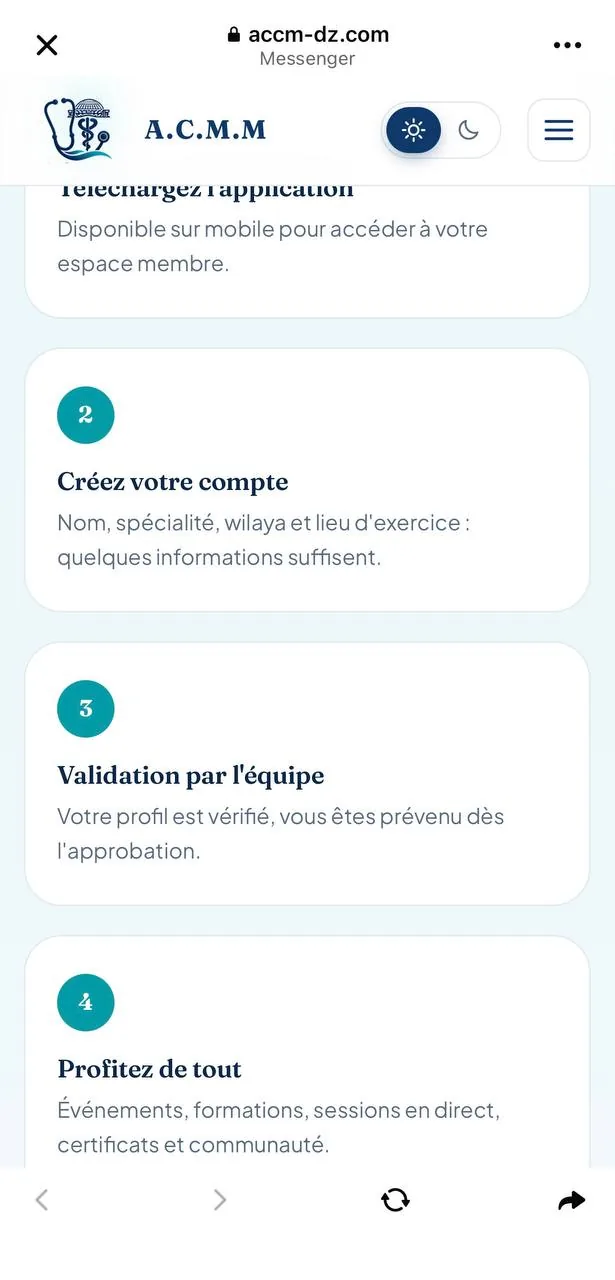 accm-dz.com
Messenger
A.C.M.M
Téléchargez l'application
Disponible sur mobile pour accéder à votre
espace membre.
2
Créez votre compte
Nom, spécialité, wilaya et lieu d'exercice :
quelques informations suffisent.
3
Validation par l'équipe
Votre profil est vérifié, vous êtes prévenu dès
l'approbation.
4
Profitez de tout
Événements, formations, sessions en direct,
certificats et communauté.